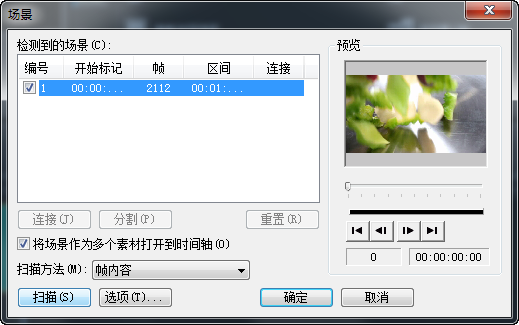 场景
检测到的场景(C):
编号 开始标记 帧 区间 连接
1 00:00:... 2112 00:01:...
连接(J) 分割(P) 重置(R)
将场景作为多个素材打开到时间轴(O)
扫描方法(M): 帧内容
扫描(S) 选项(T)... 确定 取消
预览
0 00:00:00:00